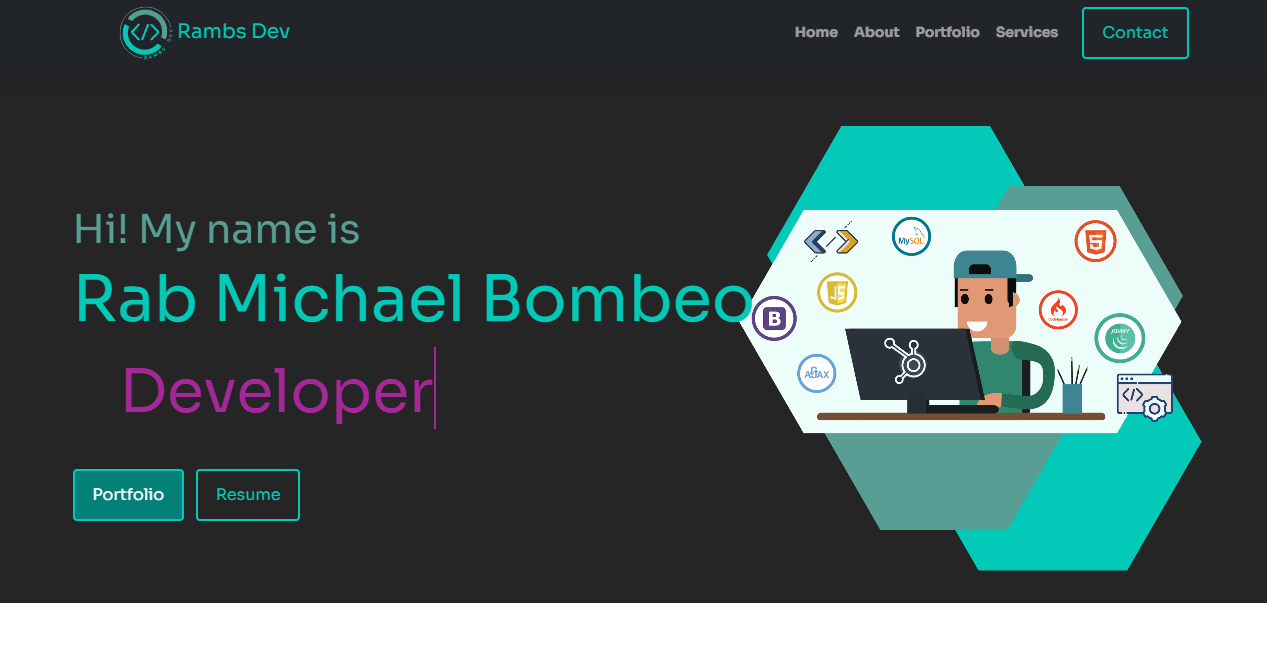 Rambs Dev
Home About Portfolio Services Contact
Hi! My name is
Rab Michael Bombeo
Developer
Portfolio Resume
MySQL
5
JS
B
jQuery
AJAX
</>